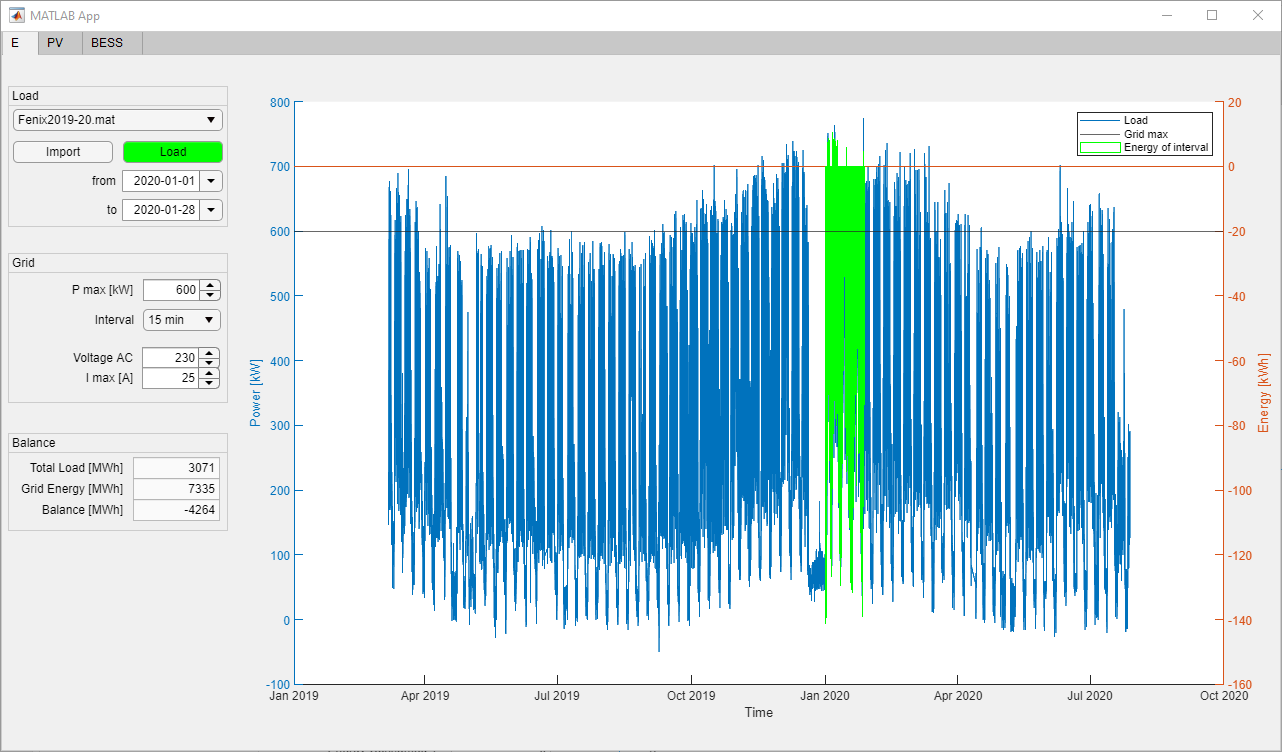 MATLAB App
E PV BESS
Load
Fenix2019-20.mat
Import Load
from 2020-01-01
to 2020-01-28
Grid
P max [kW] 600
Interval 15 min
Voltage AC 230
I max [A] 25
Balance
Total Load [MWh] 3071
Grid Energy [MWh] 7335
Balance [MWh] -4264
800
700
600
500
400
300
200
100
0
-100
Power [kW]
Load
Grid max
Energy of interval
20
0
-20
-40
-60
-80
-100
-120
-140
-160
Energy [kWh]
Jan 2019 Apr 2019 Jul 2019 Oct 2019 Jan 2020 Apr 2020 Jul 2020 Oct 2020
Time